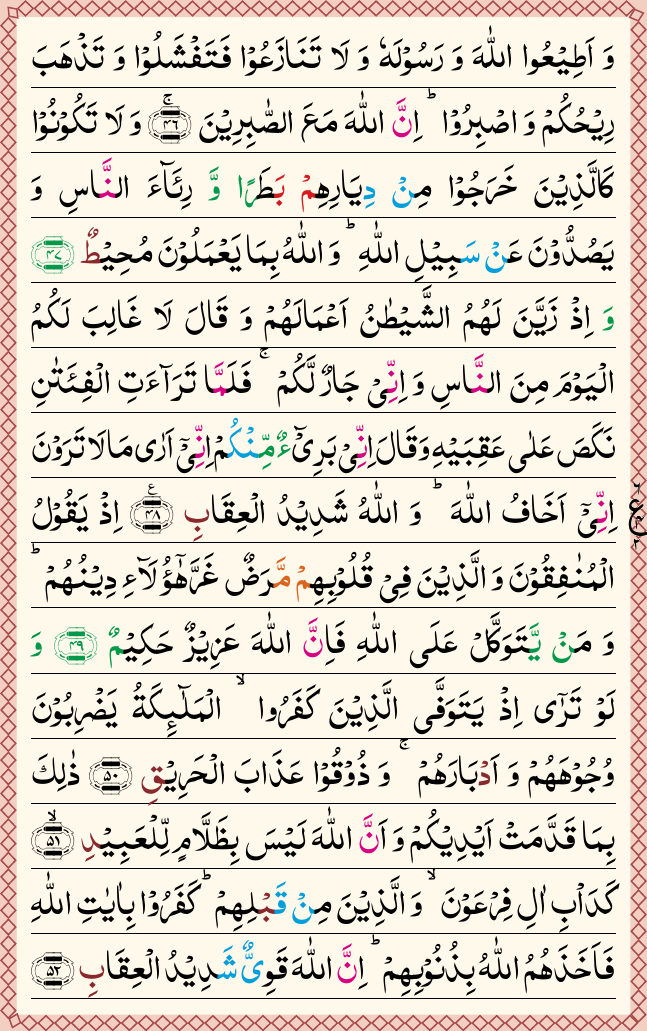 وَ اَطِیْعُوا اللّٰهَ وَ رَسُوْلَهٗ وَ لَا تَنَازَعُوْا فَتَفْشَلُوْا وَ تَذْهَبَ
رِیْحُكُمْ وَ اصْبِرُوْا ؕ اِنَّ اللّٰهَ مَعَ الصّٰبِرِیْنَ ۚ﴿۴۶﴾ وَ لَا تَكُوْنُوْا
كَالَّذِیْنَ خَرَجُوْا مِنْ دِیَارِهِمْ بَطَرًا وَّ رِئَآءَ النَّاسِ وَ
یَصُدُّوْنَ عَنْ سَبِیْلِ اللّٰهِ ؕ وَ اللّٰهُ بِمَا یَعْمَلُوْنَ مُحِیْطٌ ﴿۴۷﴾
وَ اِذْ زَیَّنَ لَهُمُ الشَّیْطٰنُ اَعْمَالَهُمْ وَ قَالَ لَا غَالِبَ لَكُمُ
الْیَوْمَ مِنَ النَّاسِ وَ اِنِّیْ جَارٌ لَّكُمْ ۚ فَلَمَّا تَرَآءَتِ الْفِئَتٰنِ
نَكَصَ عَلٰی عَقِبَیْهِ وَ قَالَ اِنِّیْ بَرِیْٓءٌ مِّنْكُمْ اِنِّیْۤ اَرٰی مَا لَا تَرَوْنَ
اِنِّیْۤ اَخَافُ اللّٰهَ ؕ وَ اللّٰهُ شَدِیْدُ الْعِقَابِ ﴿۴۸﴾ اِذْ یَقُوْلُ
ع
الْمُنٰفِقُوْنَ وَ الَّذِیْنَ فِیْ قُلُوْبِهِمْ مَّرَضٌ غَرَّ هٰۤؤُلَآءِ دِیْنُهُمْ ؕ
وَ مَنْ یَّتَوَكَّلْ عَلَی اللّٰهِ فَاِنَّ اللّٰهَ عَزِیْزٌ حَكِیْمٌ ﴿۴۹﴾ وَ
لَوْ تَرٰۤی اِذْ یَتَوَفَّی الَّذِیْنَ كَفَرُوا ۙ الْمَلٰٓئِكَةُ یَضْرِبُوْنَ
وُجُوْهَهُمْ وَ اَدْبَارَهُمْ ۚ وَ ذُوْقُوْا عَذَابَ الْحَرِیْقِ ﴿۵۰﴾ ذٰلِكَ
بِمَا قَدَّمَتْ اَیْدِیْكُمْ وَ اَنَّ اللّٰهَ لَیْسَ بِظَلَّامٍ لِّلْعَبِیْدِ ۙ﴿۵۱﴾
كَدَاْبِ اٰلِ فِرْعَوْنَ ۙ وَ الَّذِیْنَ مِنْ قَبْلِهِمْ ؕ كَفَرُوْا بِاٰیٰتِ اللّٰهِ
فَاَخَذَهُمُ اللّٰهُ بِذُنُوْبِهِمْ ؕ اِنَّ اللّٰهَ قَوِیٌّ شَدِیْدُ الْعِقَابِ ﴿۵۲﴾